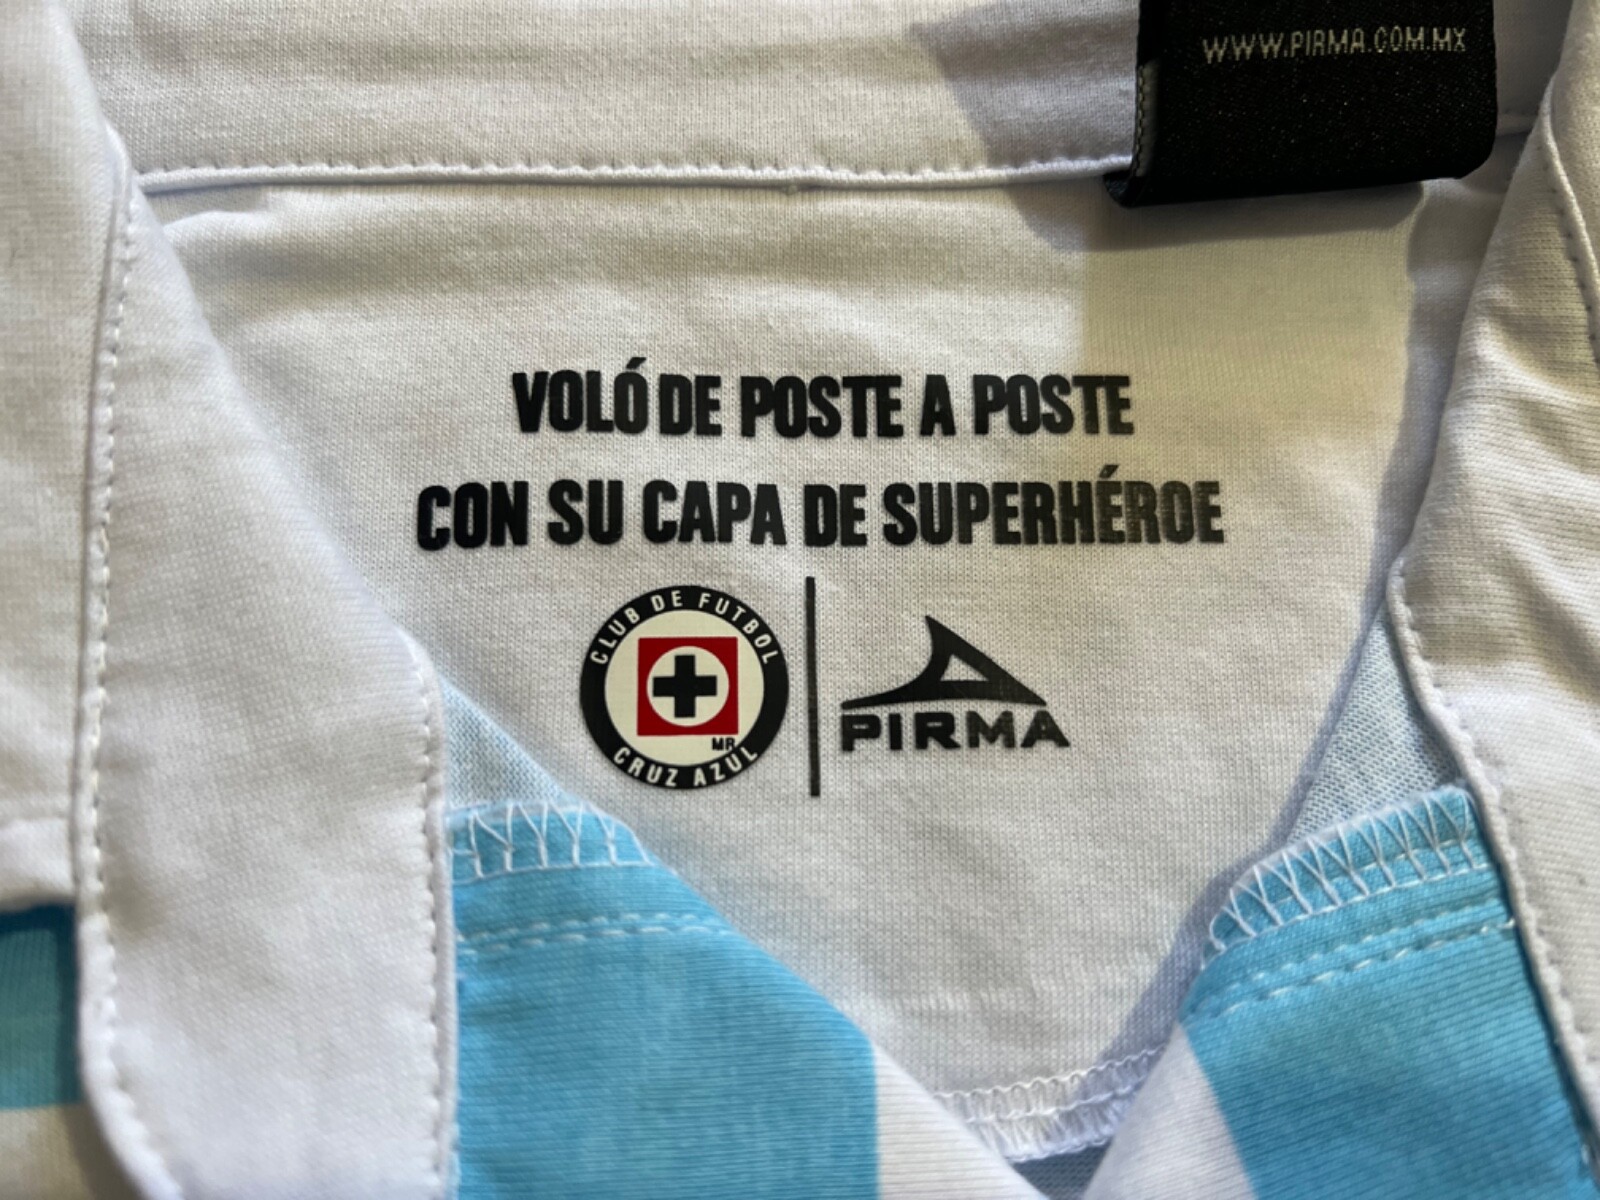 WWW.PIRMA.COM.MX
VOLÓ DE POSTE A POSTE
CON SU CAPA DE SUPERHÉROE
CLUB DE FUTBOL
MR
CRUZ AZUL
PIRMA